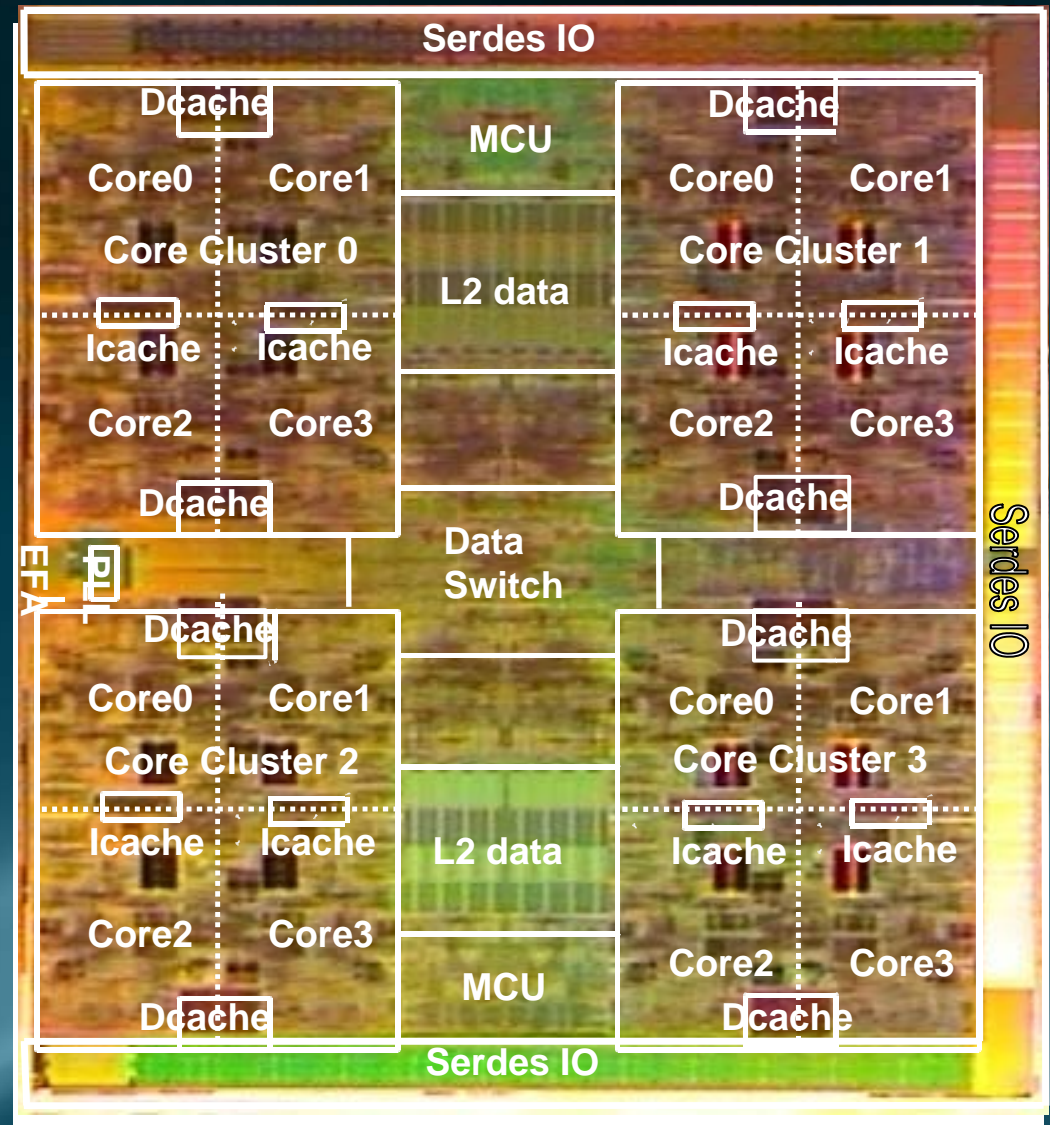 Serdes IO
Dcache
MCU
Dcache
Core0
Core1
Core0
Core1
Core Cluster 0
Core Cluster 1
L2 data
Icache
Icache
Icache
Icache
Core2
Core3
Core2
Core3
Dcache
Dcache
Data
Switch
EFA
PLL
Serdes IO
Dcache
Dcache
Core0
Core1
Core0
Core1
Core Cluster 2
Core Cluster 3
Icache
Icache
L2 data
Icache
Icache
Core2
Core3
Core2
Core3
MCU
Dcache
Dcache
Serdes IO